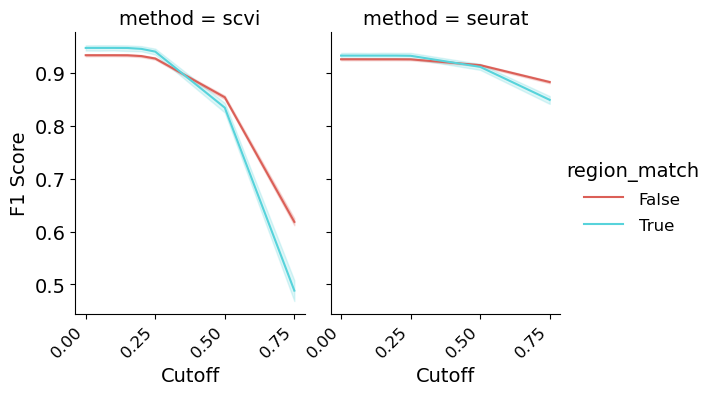 method = scvi
method = seurat
F1 Score
0.9
0.8
0.7
0.6
0.5
0.00
0.25
0.50
0.75
0.00
0.25
0.50
0.75
Cutoff
Cutoff
region_match
False
True